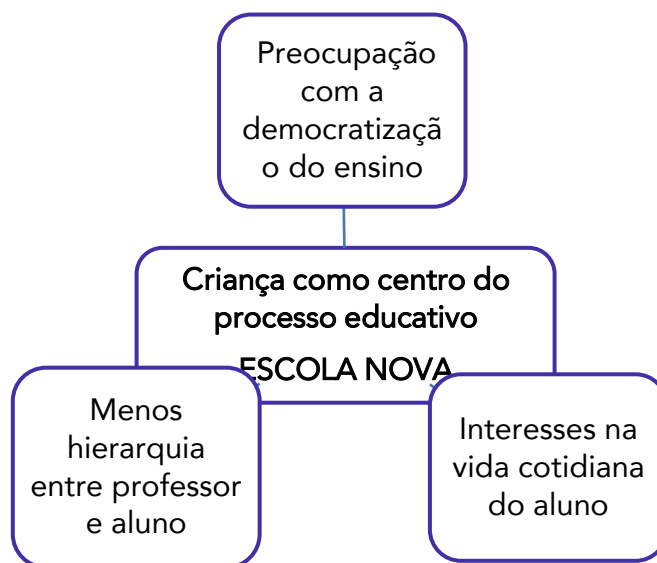 Preocupação
com a
democratizaçã
o do ensino
Criança como centro do
processo educativo
ESCOLA NOVA
Menos
hierarquia
entre professor
e aluno
Interesses na
vida cotidiana
do aluno